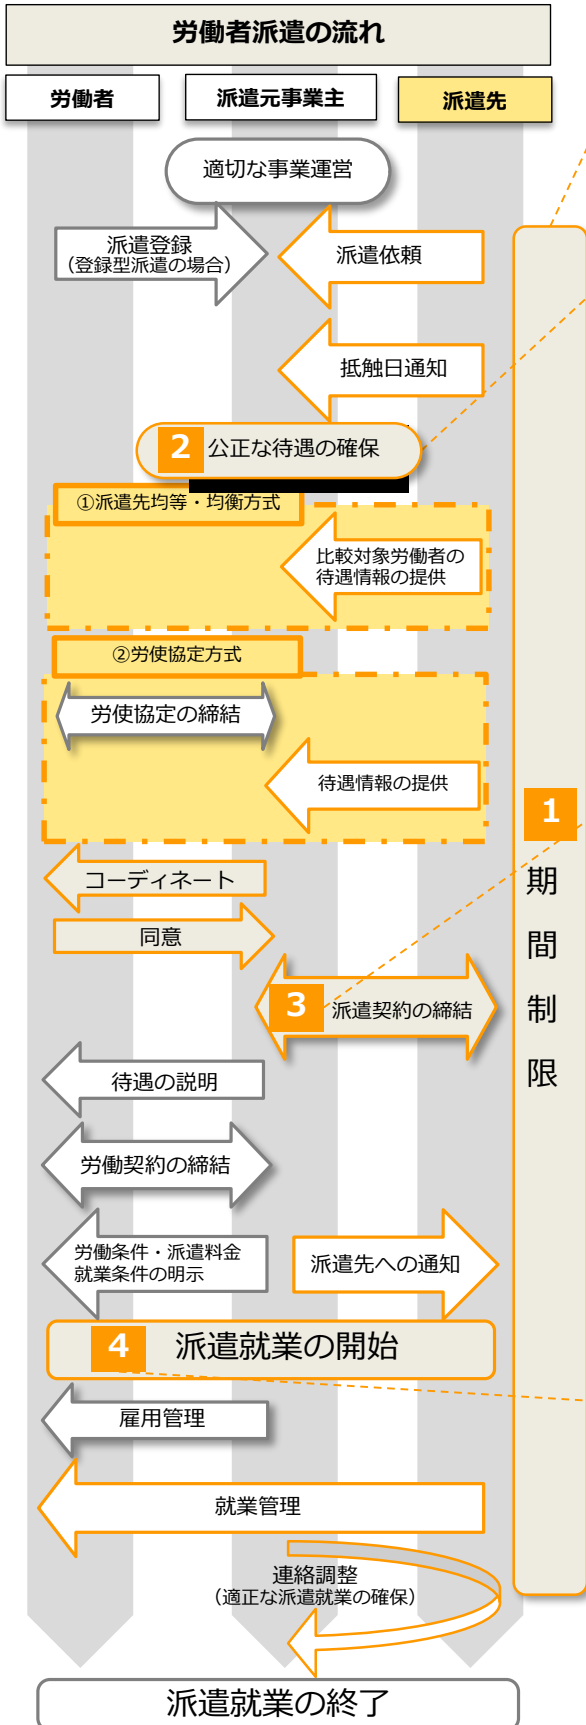 労働者派遣の流れ
労働者
派遣元事業主
派遣先
適切な事業運営
派遣登録
（登録型派遣の場合）
派遣依頼
抵触日通知
2 公正な待遇の確保
①派遣先均等・均衡方式
比較対象労働者の
待遇情報の提供
②労使協定方式
労使協定の締結
待遇情報の提供
1
期
間
制
限
コーディネート
同意
3 派遣契約の締結
待遇の説明
労働契約の締結
労働条件・派遣料金
就業条件の明示
派遣先への通知
4 派遣就業の開始
雇用管理
就業管理
連絡調整
（適正な派遣就業の確保）
派遣就業の終了